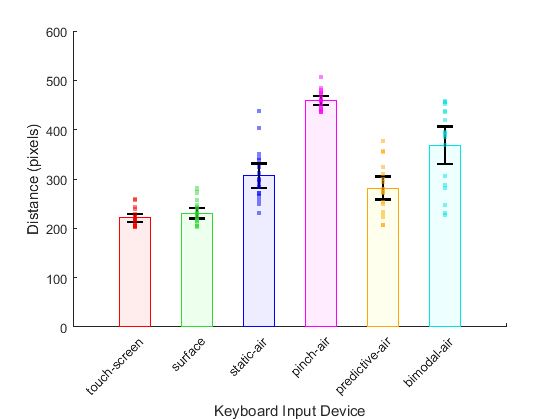 600
500
400
300
200
100
0
Distance (pixels)
touch-screen
surface
static-air
pinch-air
predictive-air
bimodal-air
Keyboard Input Device